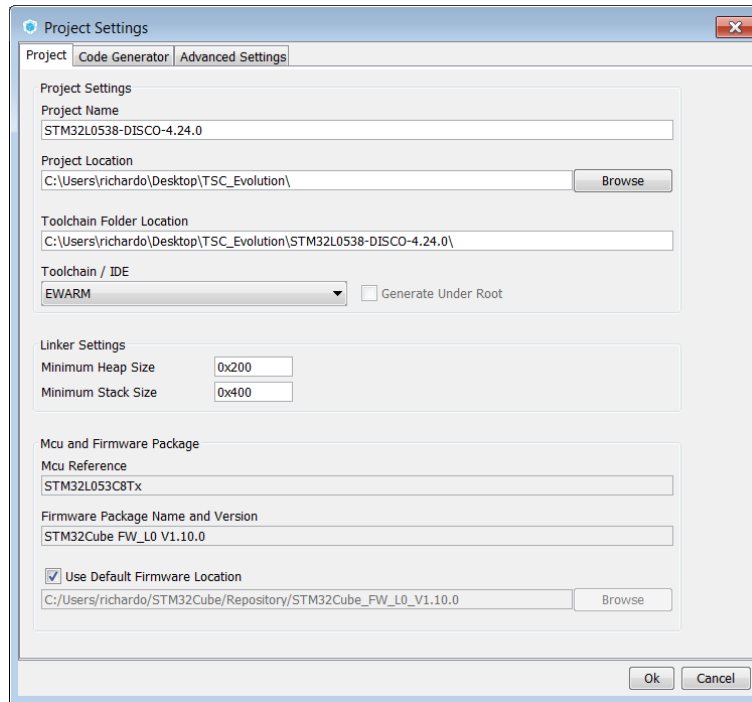 Project Settings
Project Code Generator Advanced Settings
Project Settings
Project Name
STM32L0538-DISCO-4.24.0
Project Location
C:\Users\richardo\Desktop\TSC_Evolution\ Browse
Toolchain Folder Location
C:\Users\richardo\Desktop\TSC_Evolution\STM32L0538-DISCO-4.24.0\
Toolchain / IDE
EWARM Generate Under Root
Linker Settings
Minimum Heap Size 0x200
Minimum Stack Size 0x400
Mcu and Firmware Package
Mcu Reference
STM32L053C8Tx
Firmware Package Name and Version
STM32Cube FW_L0 V1.10.0
Use Default Firmware Location
C:/Users/richardo/STM32Cube/Repository/STM32Cube_FW_L0_V1.10.0 Browse
Ok Cancel